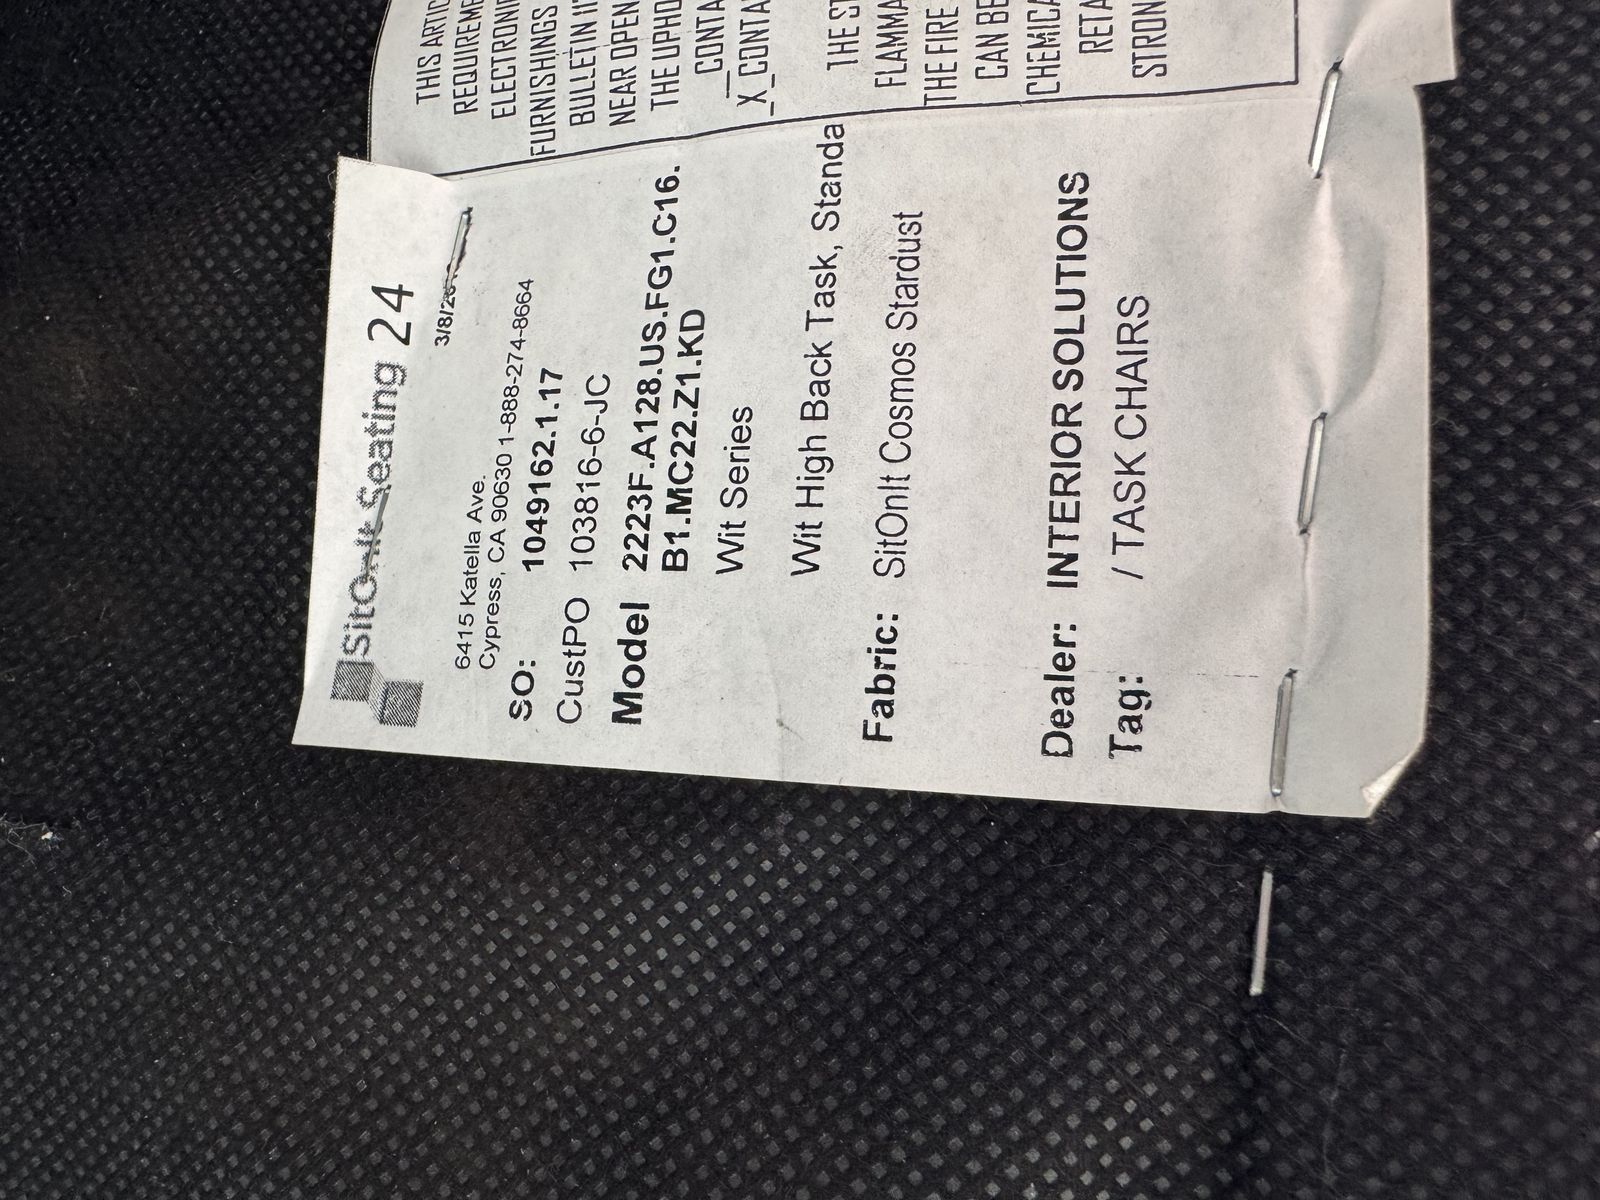 SitOnIt Seating 24
3/8/
6415 Katella Ave.
Cypress, CA 90630 1-888-274-8664
SO: 1049162.1.17
CustPO 103816-6-JC
Model 2223F.A128.US.FG1.C16.
B1.MC22.Z1.KD
Wit Series
Wit High Back Task, Standa
Fabric: SitOnIt Cosmos Stardust
Dealer: INTERIOR SOLUTIONS
Tag: / TASK CHAIRS
THIS ARTIC
REQUIREME
ELECTRONI
FURNISHINGS
BULLETIN
NEAR OPEN
THE UPHO
_CONTA
_X_CONTA
THE S
FLAMMA
THE FIRE
CAN BE
CHEMICA
RETA
STRON